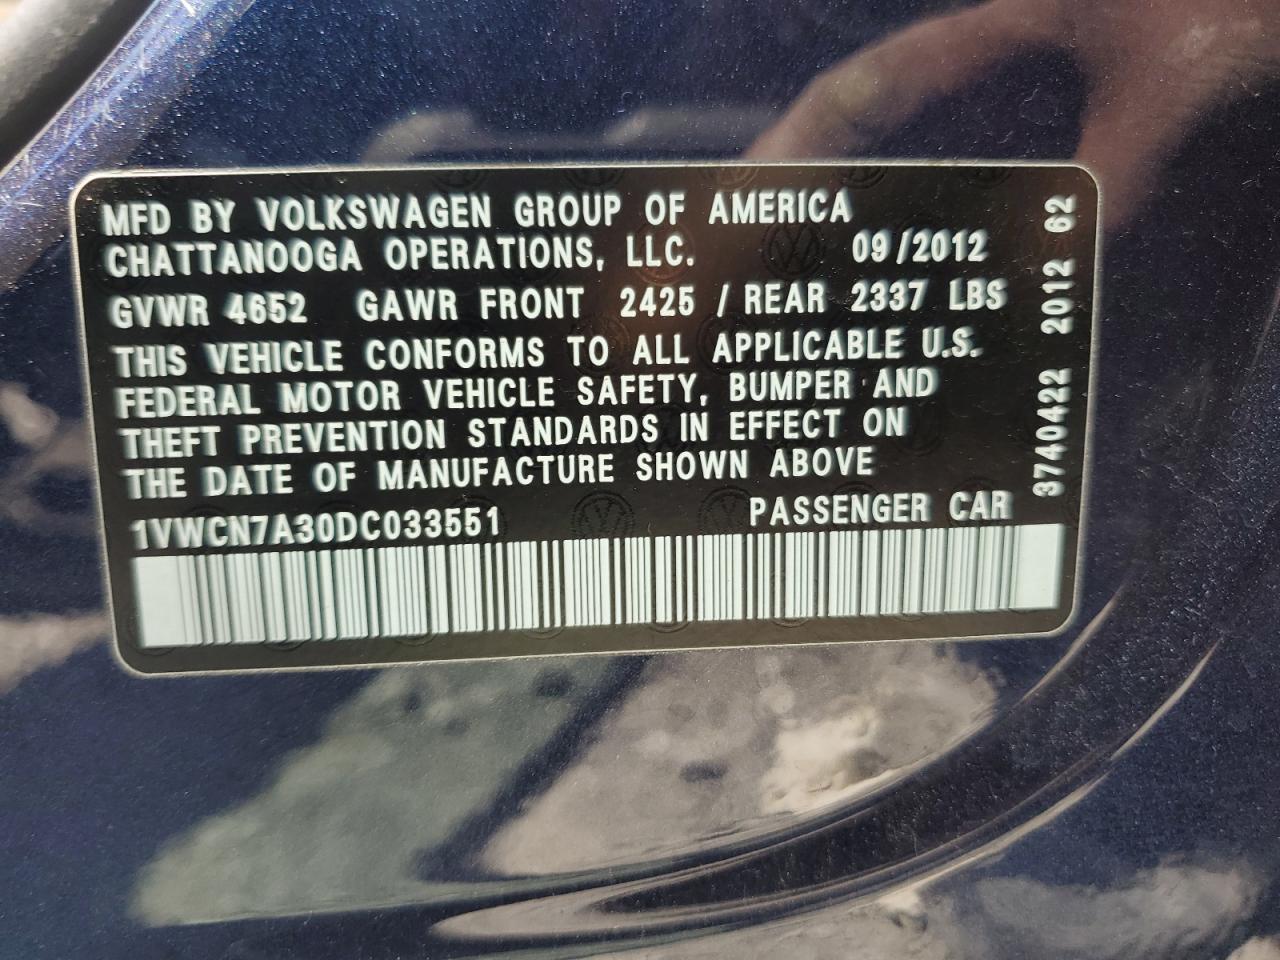 MFD BY VOLKSWAGEN GROUP OF AMERICA
CHATTANOOGA OPERATIONS, LLC. 09/2012
GVWR 4652 GAWR FRONT 2425 / REAR 2337 LBS
THIS VEHICLE CONFORMS TO ALL APPLICABLE U.S.
FEDERAL MOTOR VEHICLE SAFETY, BUMPER AND
THEFT PREVENTION STANDARDS IN EFFECT ON
THE DATE OF MANUFACTURE SHOWN ABOVE
1VWCN7A30DC033551 PASSENGER CAR
3740422 2012 62